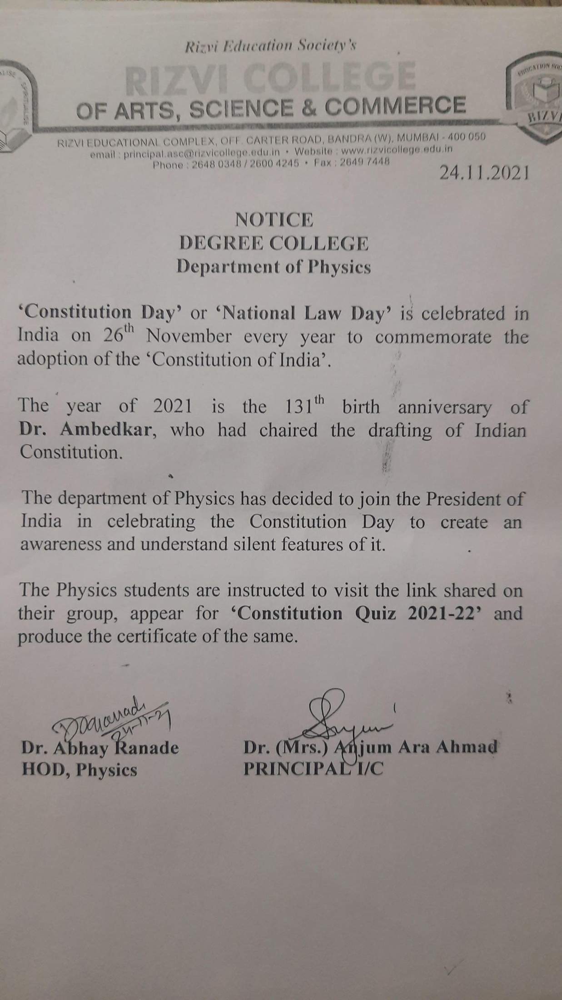 Rizvi Education Society's
RIZVI COLLEGE
OF ARTS, SCIENCE & COMMERCE
SPIRITUALISE
EDUCATION SOC
RIZVI
RIZVI EDUCATIONAL COMPLEX, OFF. CARTER ROAD, BANDRA (W), MUMBAI - 400 050
email : principal.asc@rizvicollege.edu.in • Website : www.rizvicollege.edu.in
Phone : 2648 0348 / 2600 4245 • Fax : 2649 7448
24.11.2021
NOTICE
DEGREE COLLEGE
Department of Physics
‘Constitution Day’ or ‘National Law Day’ is celebrated in
India on 26th November every year to commemorate the
adoption of the ‘Constitution of India’.
The year of 2021 is the 131th birth anniversary of
Dr. Ambedkar, who had chaired the drafting of Indian
Constitution.
The department of Physics has decided to join the President of
India in celebrating the Constitution Day to create an
awareness and understand silent features of it.
The Physics students are instructed to visit the link shared on
their group, appear for ‘Constitution Quiz 2021-22’ and
produce the certificate of the same.
24-11-21
Dr. Abhay Ranade
HOD, Physics
Dr. (Mrs.) Anjum Ara Ahmad
PRINCIPAL I/C